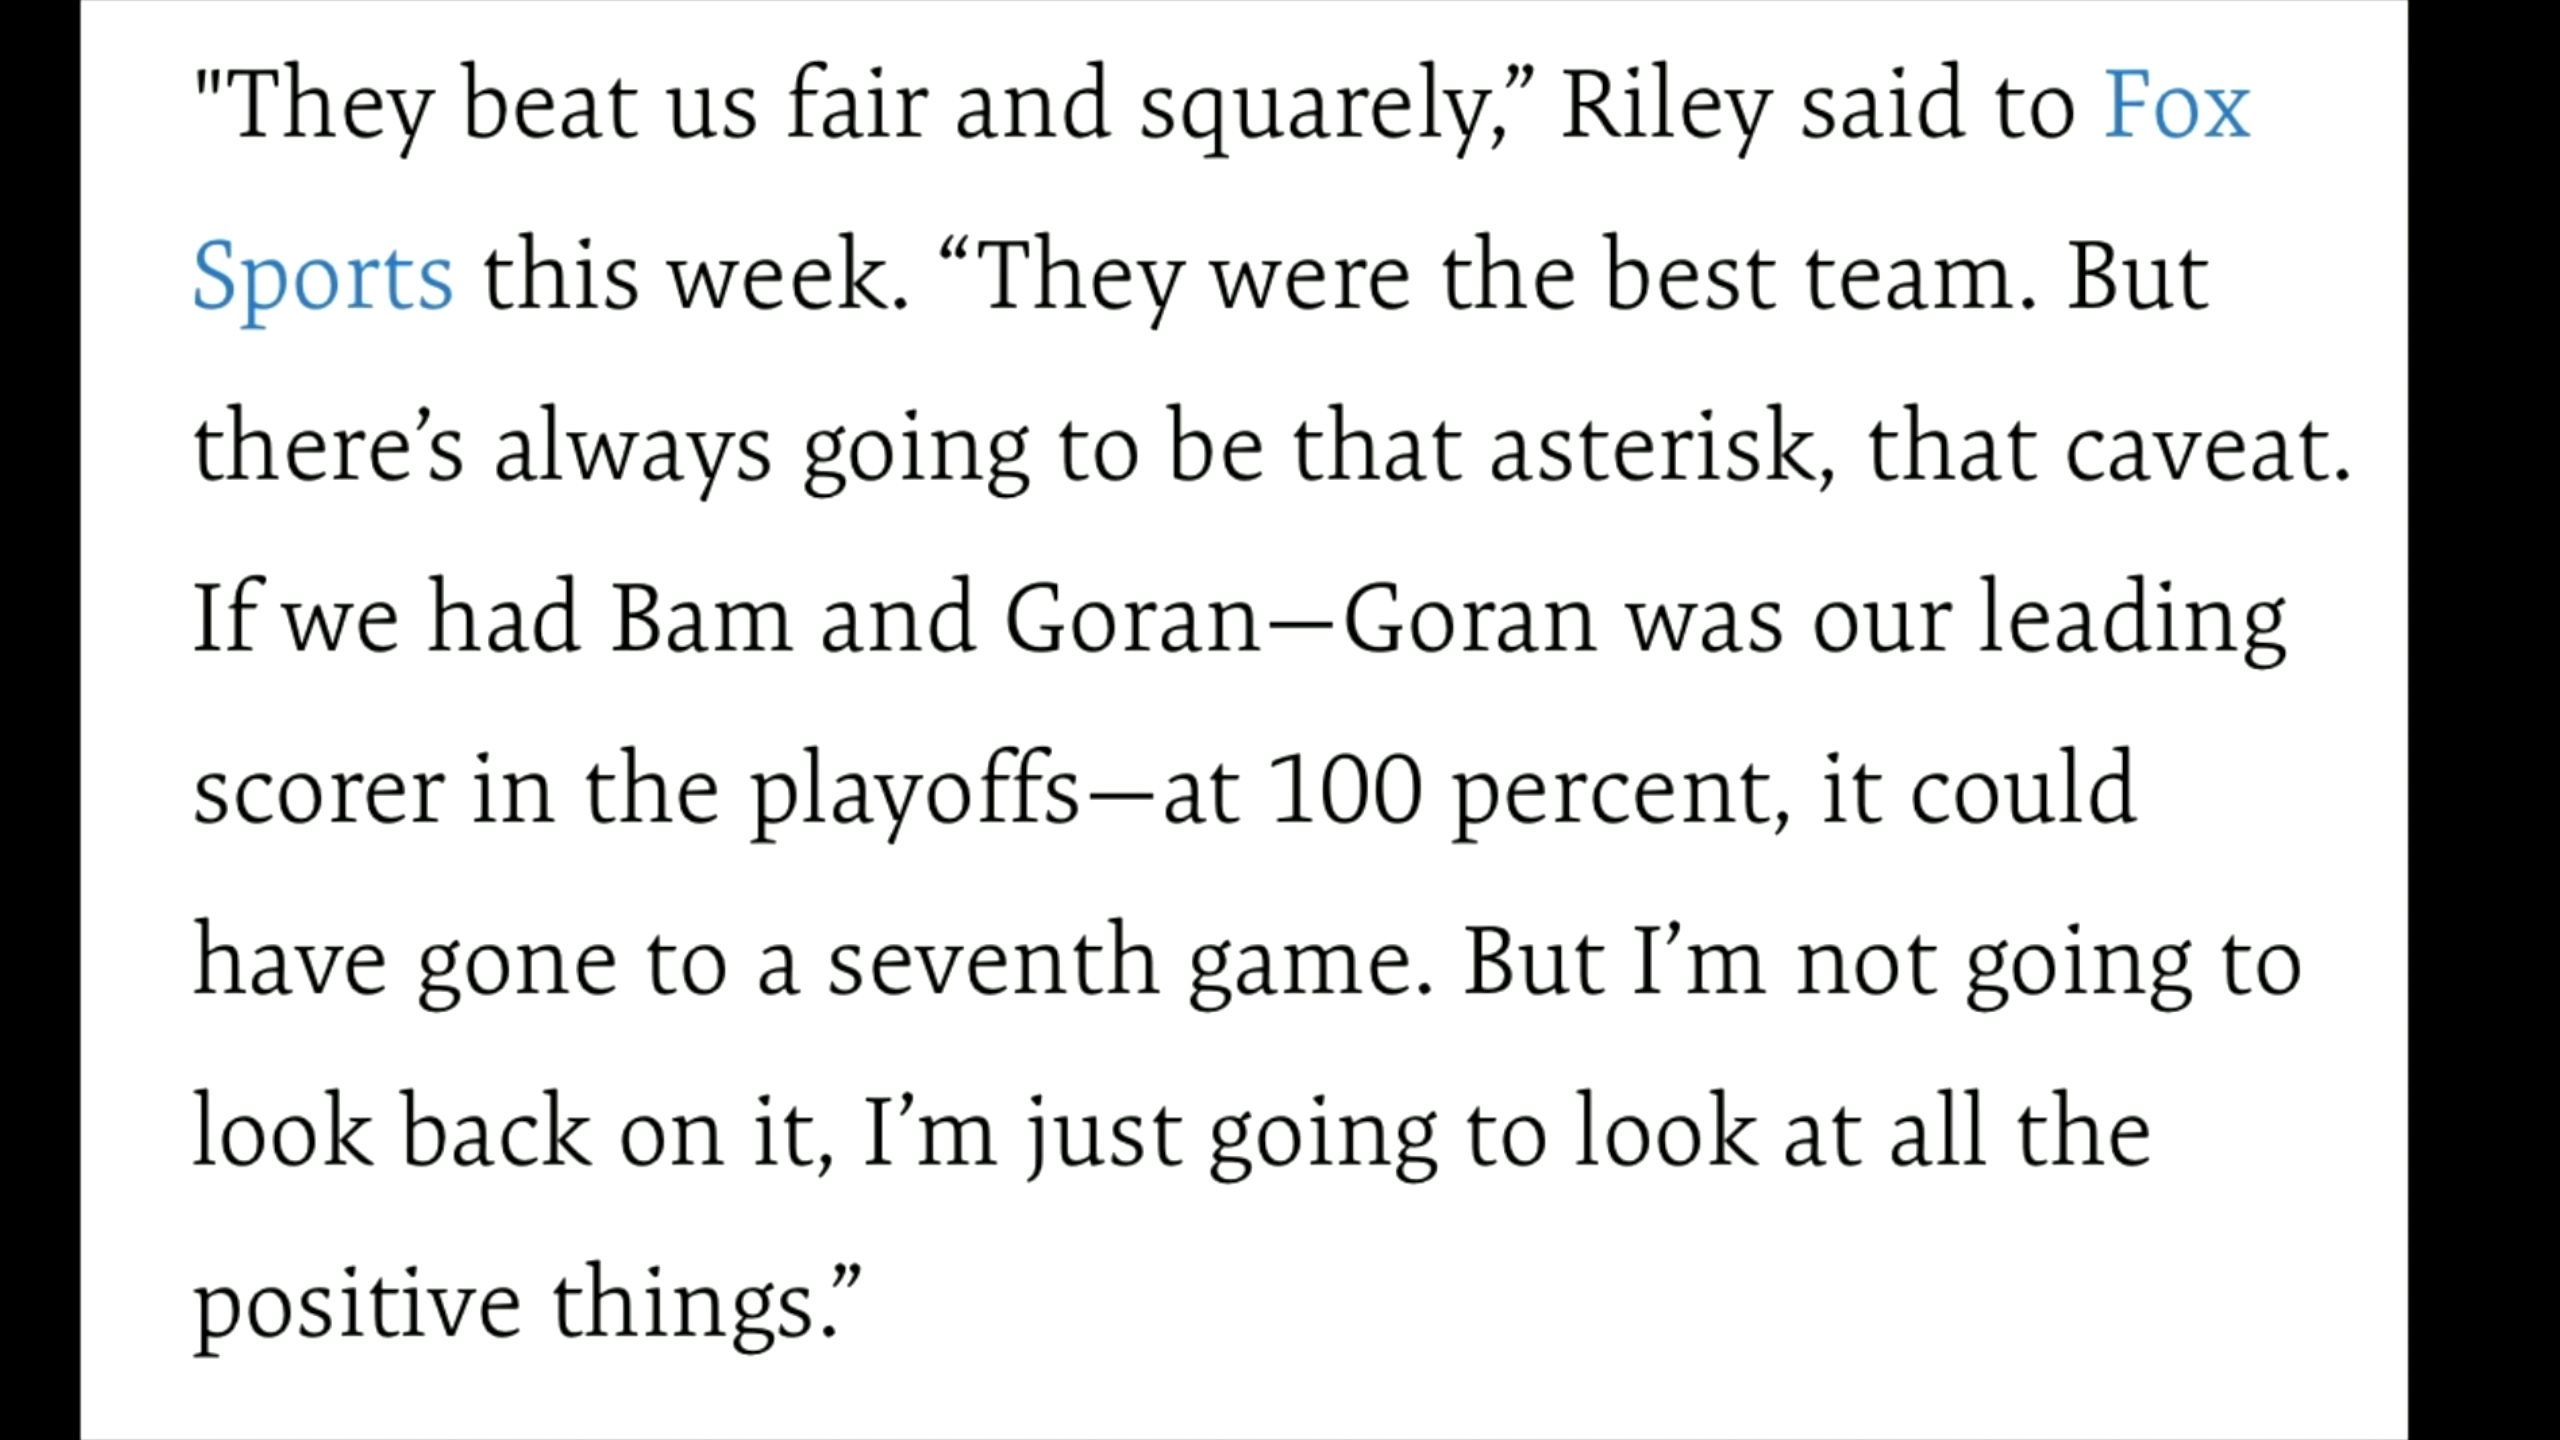 "They beat us fair and squarely,” Riley said to Fox
Sports this week. “They were the best team. But
there’s always going to be that asterisk, that caveat.
If we had Bam and Goran—Goran was our leading
scorer in the playoffs—at 100 percent, it could
have gone to a seventh game. But I’m not going to
look back on it, I’m just going to look at all the
positive things.”